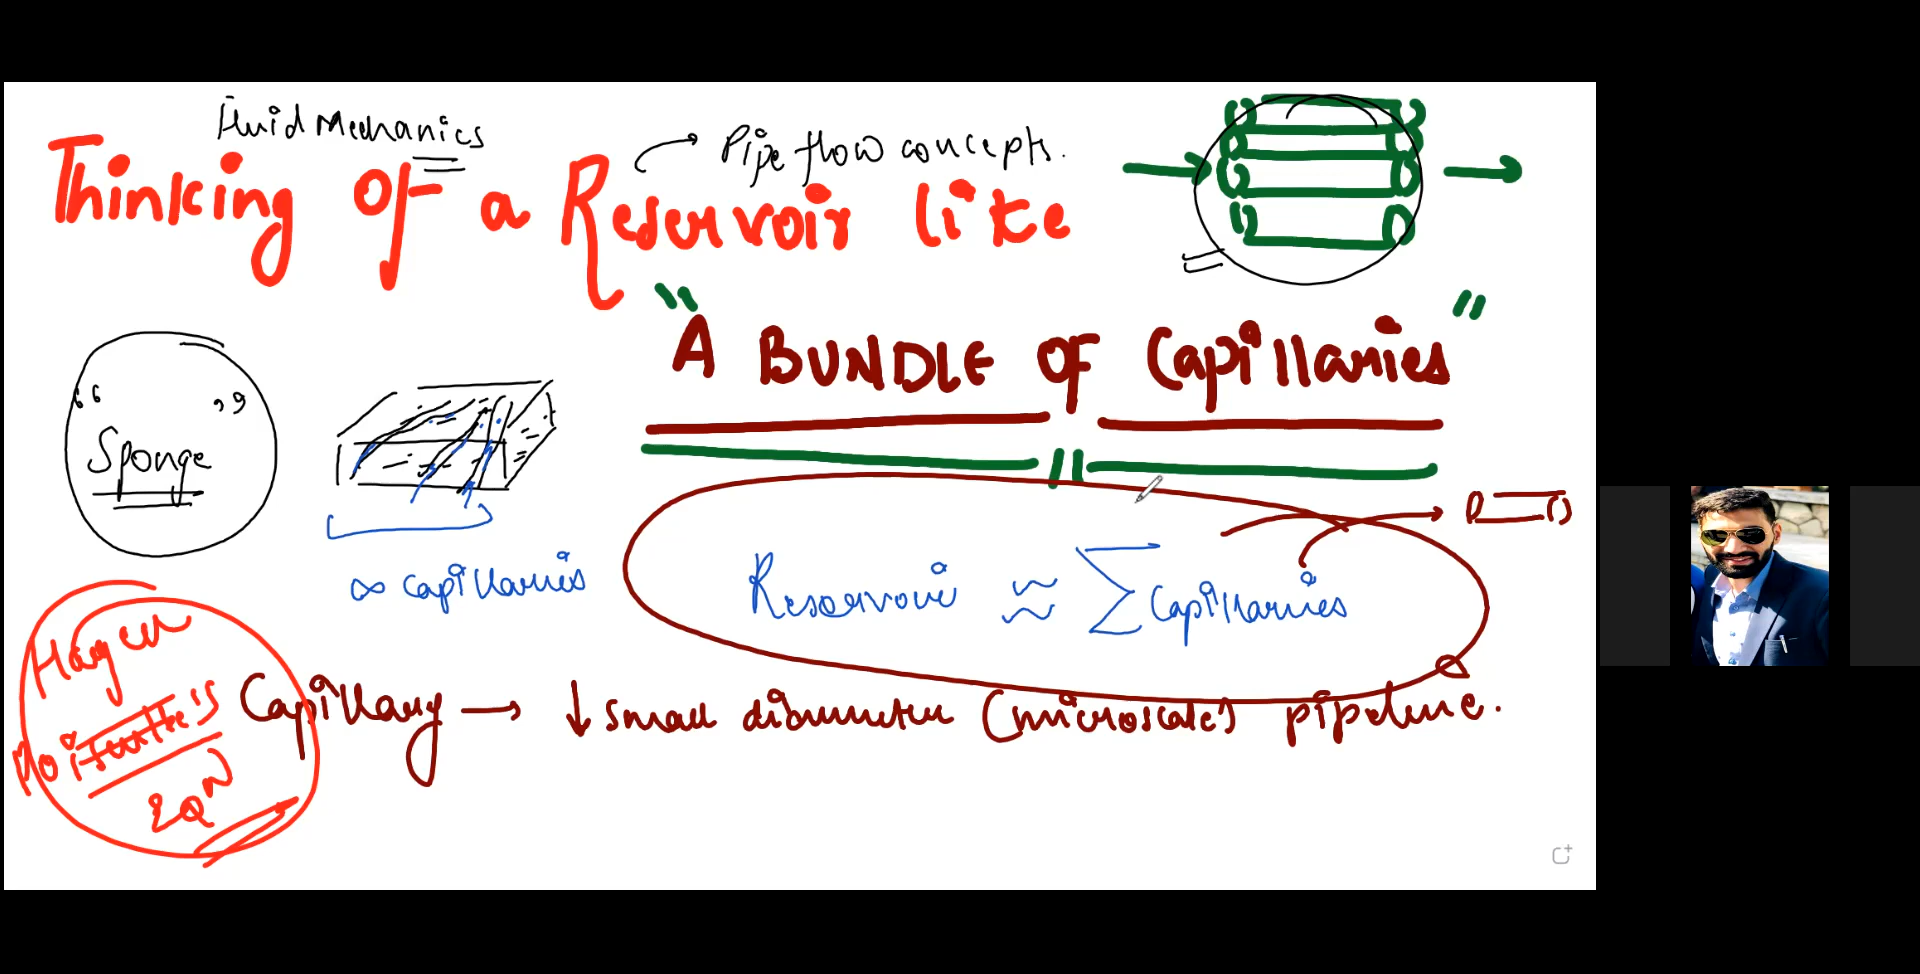 Fluid Mechanics
Pipe flow concepts.
Thinking of a Reservoir like
"A BUNDLE OF Capillaries"
" Sponge "
∞ Capillaries
Reservoir ≈ Σ Capillaries
Hagen
Poiseuille's
EQN
Capillary → ↓ small diameter (microscale) pipeline.